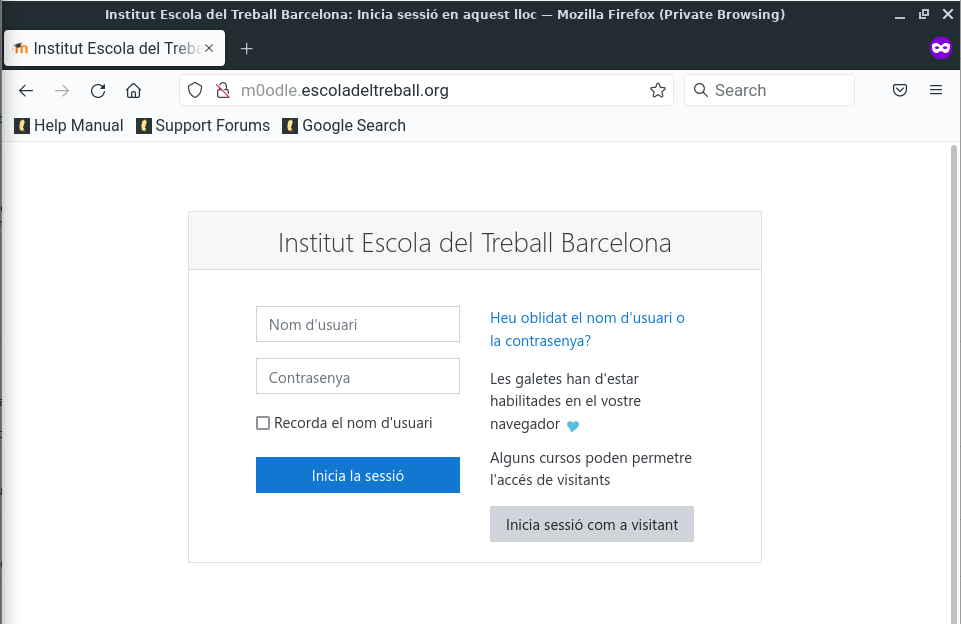 Institut Escola del Treball Barcelona: Inicia sessió en aquest lloc — Mozilla Firefox (Private Browsing)
Institut Escola del Treba
m0odle.escoladeltreball.org
Search
Help Manual
Support Forums
Google Search
Institut Escola del Treball Barcelona
Nom d'usuari
Contrasenya
Recorda el nom d'usuari
Inicia la sessió
Heu oblidat el nom d'usuari o
la contrasenya?
Les galetes han d'estar
habilitades en el vostre
navegador
Alguns cursos poden permetre
l'accés de visitants
Inicia sessió com a visitant